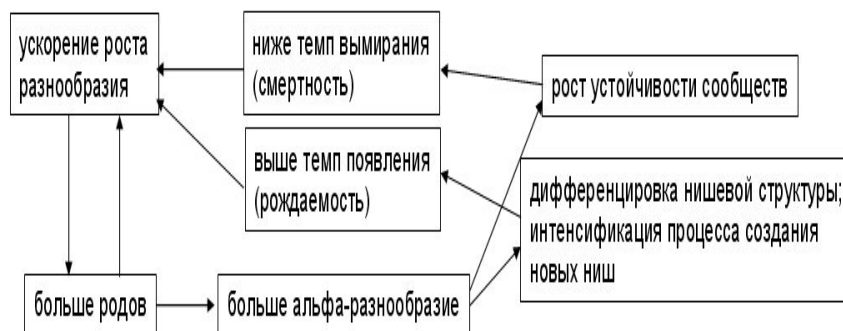 ускорение роста
разнообразия
ниже темп вымирания
(смертность)
рост устойчивости сообществ
выше темп появления
(рождаемость)
дифференцировка нишевой структуры;
интенсификация процесса создания
новых ниш
больше родов
больше альфа-разнообразие